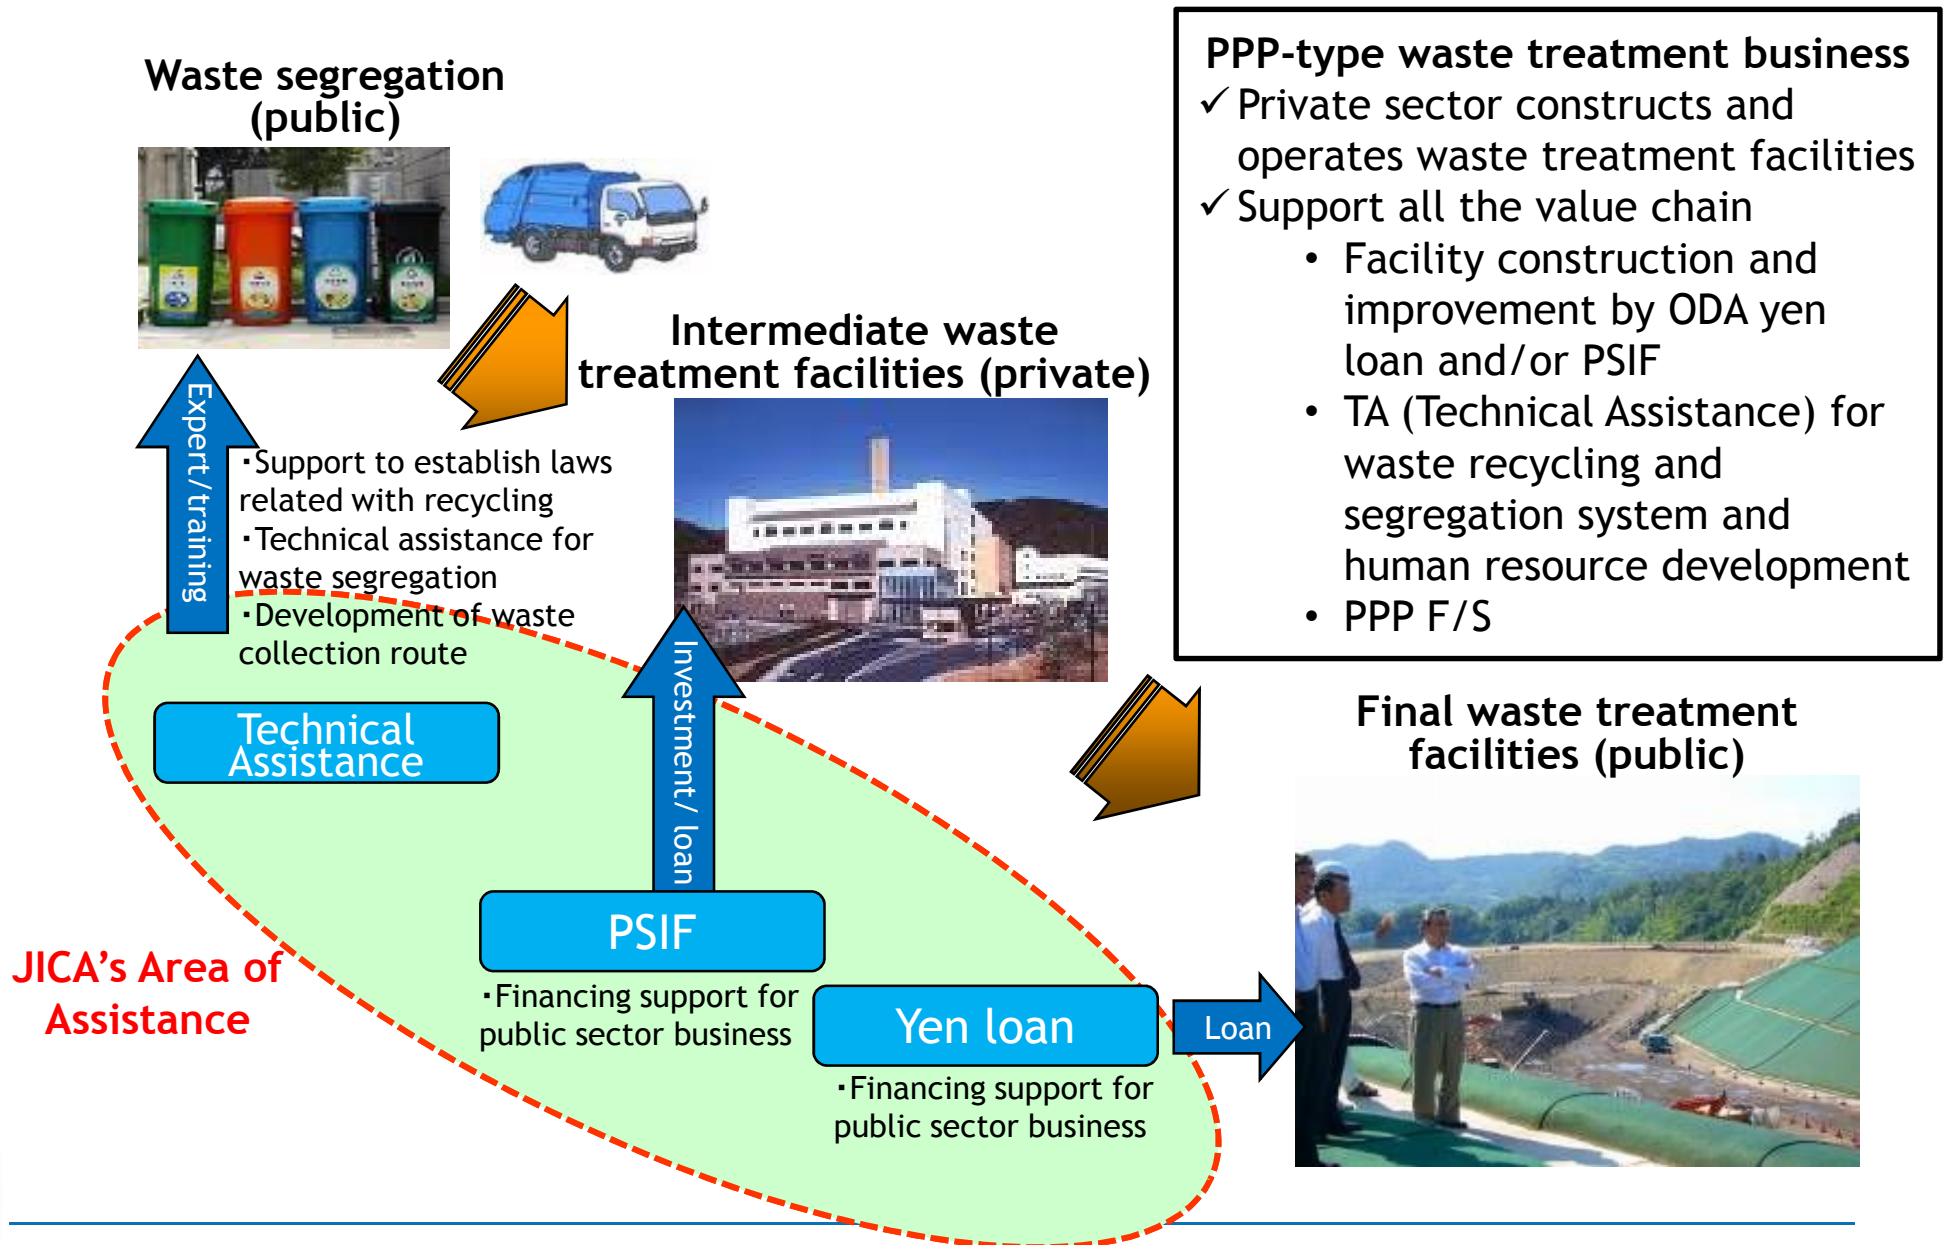 Waste segregation
(public)
PPP-type waste treatment business
✓ Private sector constructs and
operates waste treatment facilities
✓ Support all the value chain
• Facility construction and
improvement by ODA yen
loan and/or PSIF
• TA (Technical Assistance) for
waste recycling and
segregation system and
human resource development
• PPP F/S
Intermediate waste
treatment facilities (private)
Expert/training
・Support to establish laws
related with recycling
・Technical assistance for
waste segregation
・Development of waste
collection route
Technical
Assistance
Investment/ loan
Final waste treatment
facilities (public)
PSIF
・Financing support for
public sector business
JICA’s Area of
Assistance
Yen loan
・Financing support for
public sector business
Loan